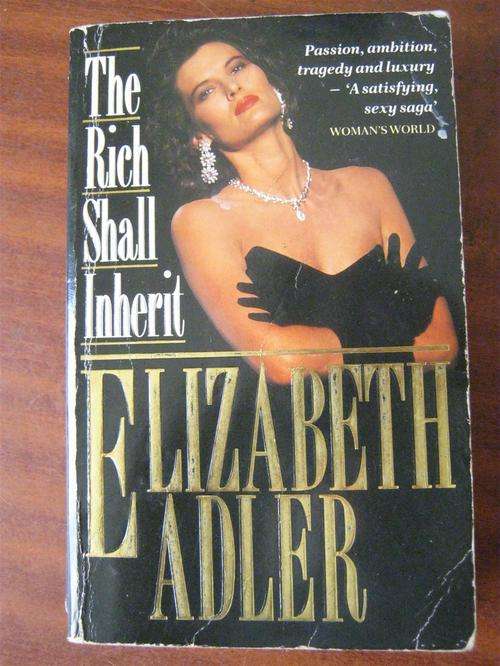 The
Rich
Shall
Inherit
Passion, ambition,
tragedy and luxury
– ‘A satisfying,
sexy saga’
WOMAN'S WORLD
ELIZABETH
ADLER